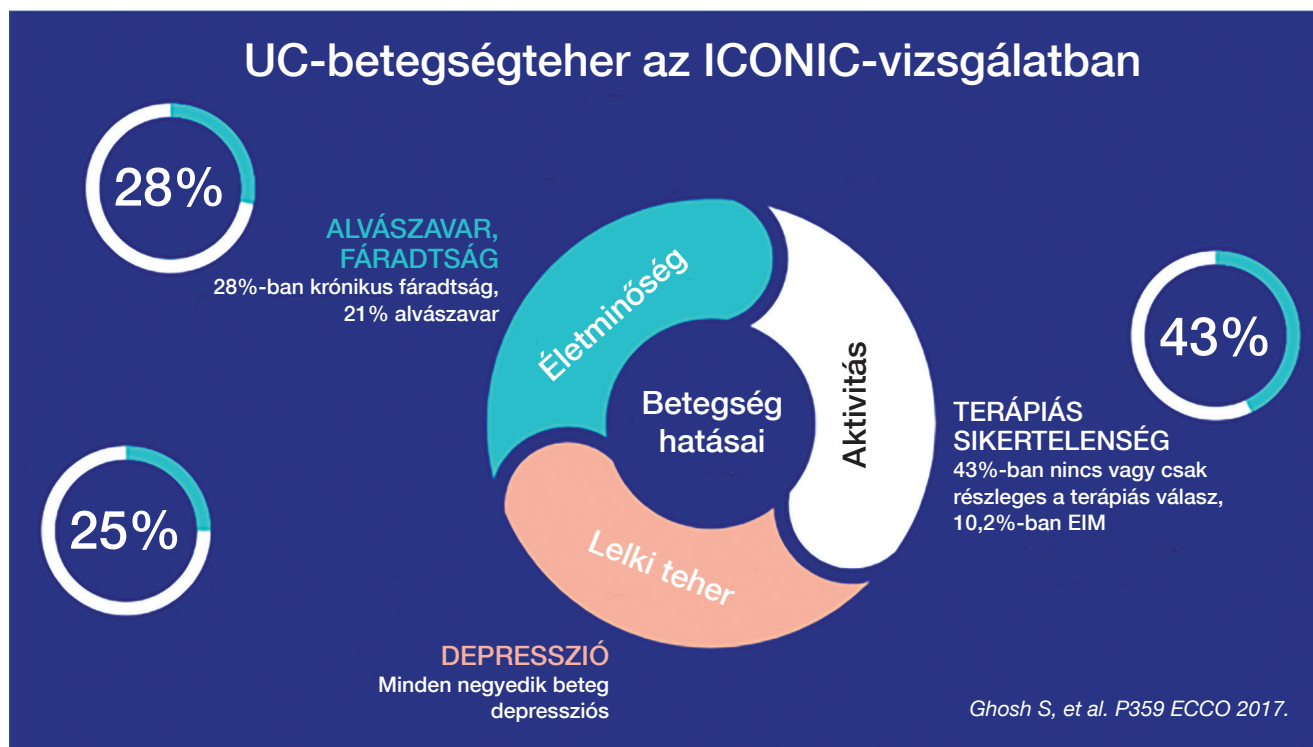 UC-betegségteher az ICONIC-vizsgálatban
28%
ALVÁSZAVAR,
FÁRADTSÁG
28%-ban krónikus fáradtság,
21% alvászavar
Életminőség
Aktivitás
Betegség
hatásai
Lelki teher
43%
TERÁPIÁS
SIKERTELENSÉG
43%-ban nincs vagy csak
részleges a terápiás válasz,
10,2%-ban EIM
25%
DEPRESSZIÓ
Minden negyedik beteg
depressziós
Ghosh S, et al. P359 ECCO 2017.